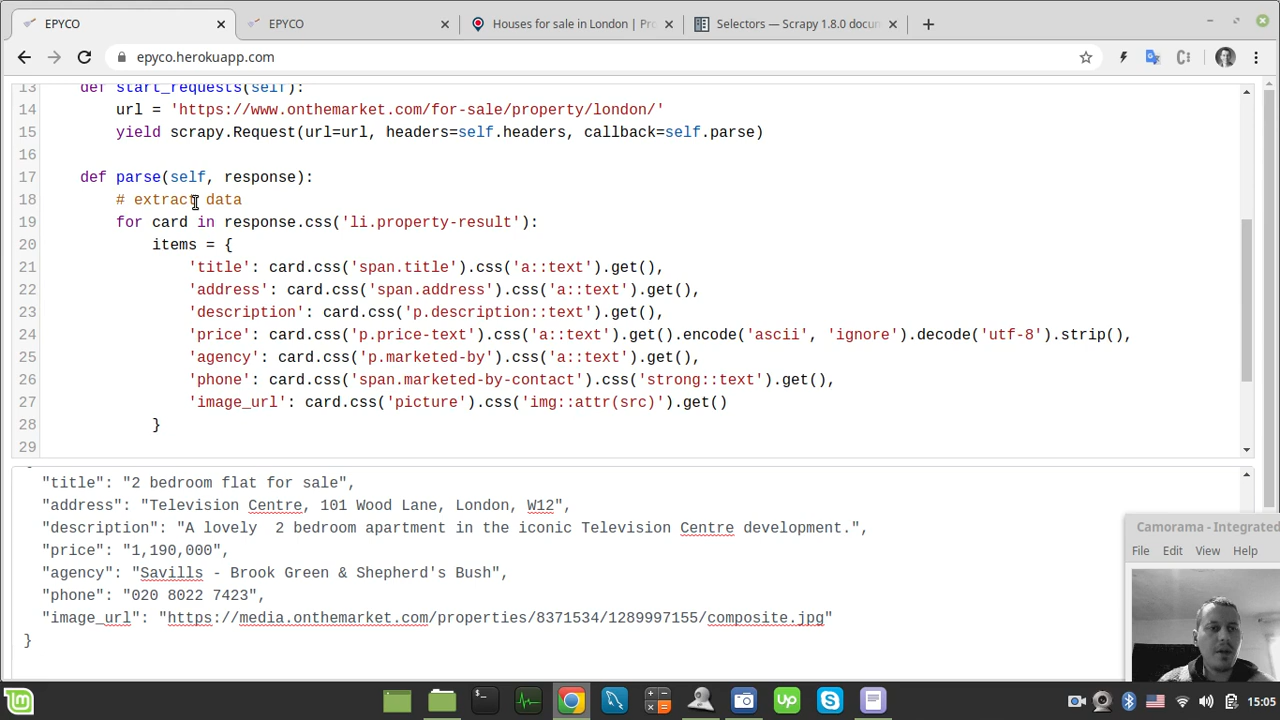 EPYCO
EPYCO
Houses for sale in London | Pro
Selectors — Scrapy 1.8.0 docum
epyco.herokuapp.com
13 def start_requests(self):
14 url = 'https://www.onthemarket.com/for-sale/property/london/'
15 yield scrapy.Request(url=url, headers=self.headers, callback=self.parse)
16
17 def parse(self, response):
18 # extract data
19 for card in response.css('li.property-result'):
20 items = {
21 'title': card.css('span.title').css('a::text').get(),
22 'address': card.css('span.address').css('a::text').get(),
23 'description': card.css('p.description::text').get(),
24 'price': card.css('p.price-text').css('a::text').get().encode('ascii', 'ignore').decode('utf-8').strip(),
25 'agency': card.css('p.marketed-by').css('a::text').get(),
26 'phone': card.css('span.marketed-by-contact').css('strong::text').get(),
27 'image_url': card.css('picture').css('img::attr(src)').get()
28 }
29
"title": "2 bedroom flat for sale",
"address": "Television Centre, 101 Wood Lane, London, W12",
"description": "A lovely  2 bedroom apartment in the iconic Television Centre development.",
"price": "1,190,000",
"agency": "Savills - Brook Green & Shepherd's Bush",
"phone": "020 8022 7423",
"image_url": "https://media.onthemarket.com/properties/8371534/1289997155/composite.jpg"
}
Camorama - Integrated
File Edit View Help
15:05